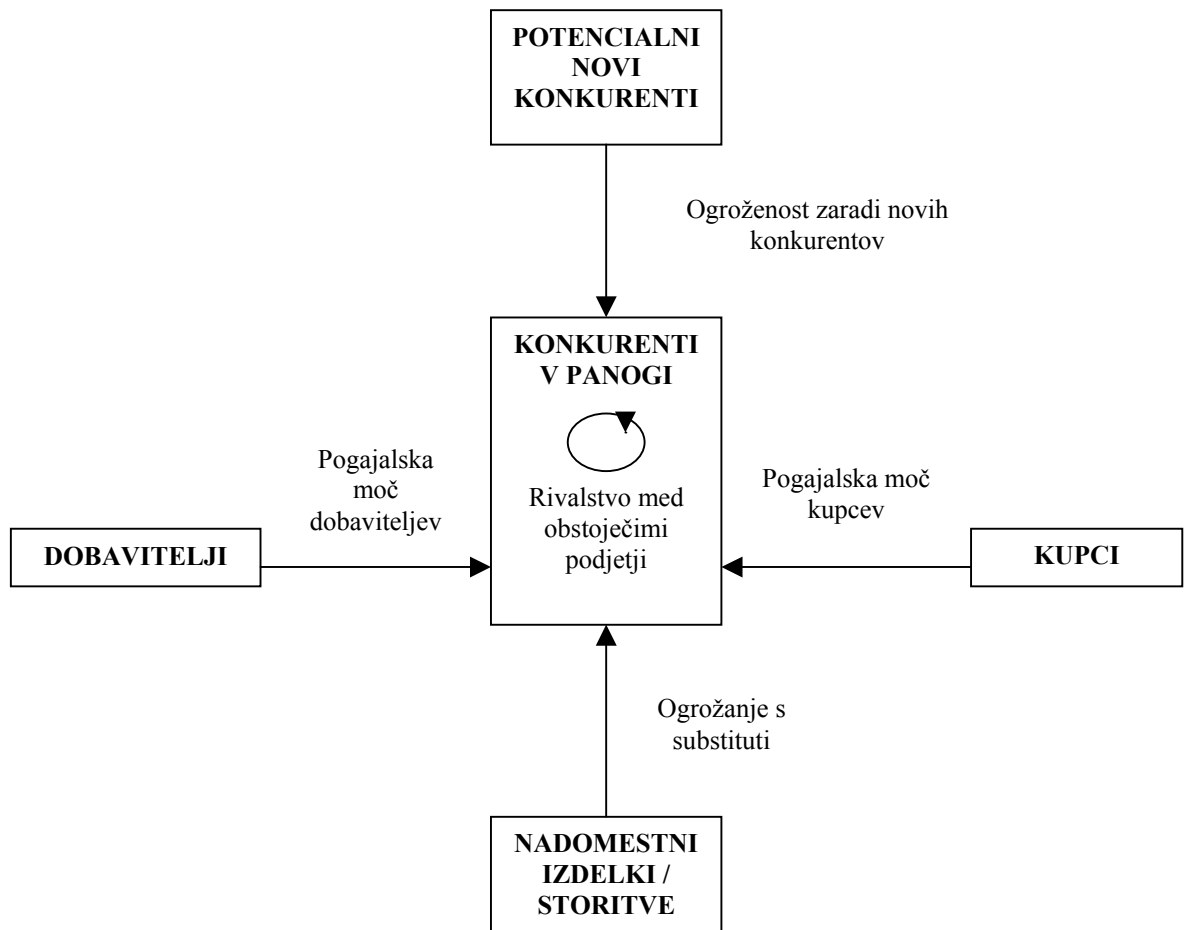 POTENCIALNI
NOVI
KONKURENTI
Ogroženost zaradi novih
konkurentov
KONKURENTI
V PANOGI
Rivalstvo med
obstoječimi
podjetji
Pogajalska
moč
dobaviteljev
DOBAVITELJI
Pogajalska moč
kupcev
KUPCI
Ogrožanje s
substituti
NADOMESTNI
IZDELKI /
STORITVE